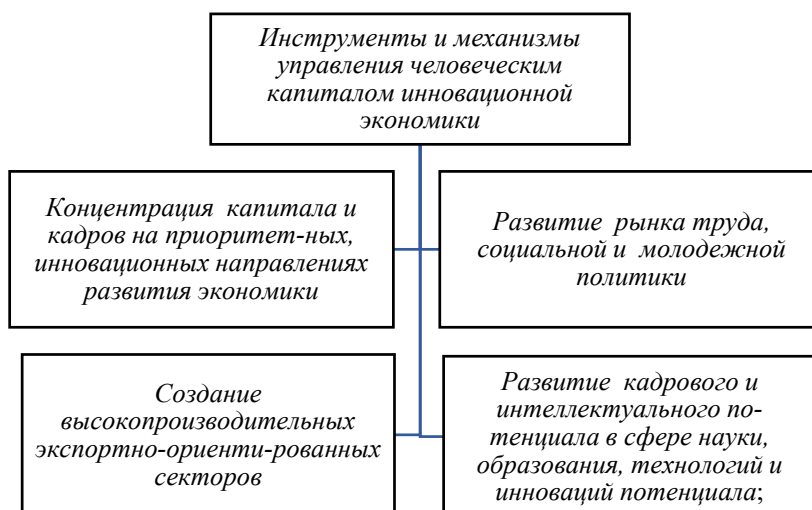 Инструменты и механизмы
управления человеческим
капиталом инновационной
экономики
Концентрация капитала и
кадров на приоритет-ных,
инновационных направлениях
развития экономики
Развитие рынка труда,
социальной и молодежной
политики
Создание
высокопроизводительных
экспортно-ориенти-рованных
секторов
Развитие кадрового и
интеллектуального по-
тенциала в сфере науки,
образования, технологий и
инноваций потенциала;